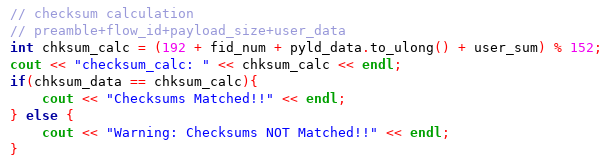 // checksum calculation
// preamble+flow_id+payload_size+user_data
int chksum_calc = (192 + fid_num + pyld_data.to_ulong() + user_sum) % 152;
cout << "checksum_calc: " << chksum_calc << endl;
if(chksum_data == chksum_calc){
    cout << "Checksums Matched!!" << endl;
} else {
    cout << "Warning: Checksums NOT Matched!!" << endl;
}